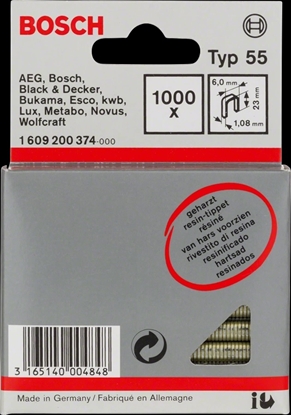 BOSCH
Typ 55
AEG, Bosch,
Black & Decker,
Bukama, Esco, kwb,
Lux, Metabo, Novus,
Wolfcraft
1 609 200 374-000
1000
x
6,0 mm
23 mm
1,08 mm
geharzt
resin-tippet
résiné
van hars voorzien
rivestito di resina
resinificado
hartsad
resinados
3 165140 004848
Made in Germany / Fabriqué en Allemagne